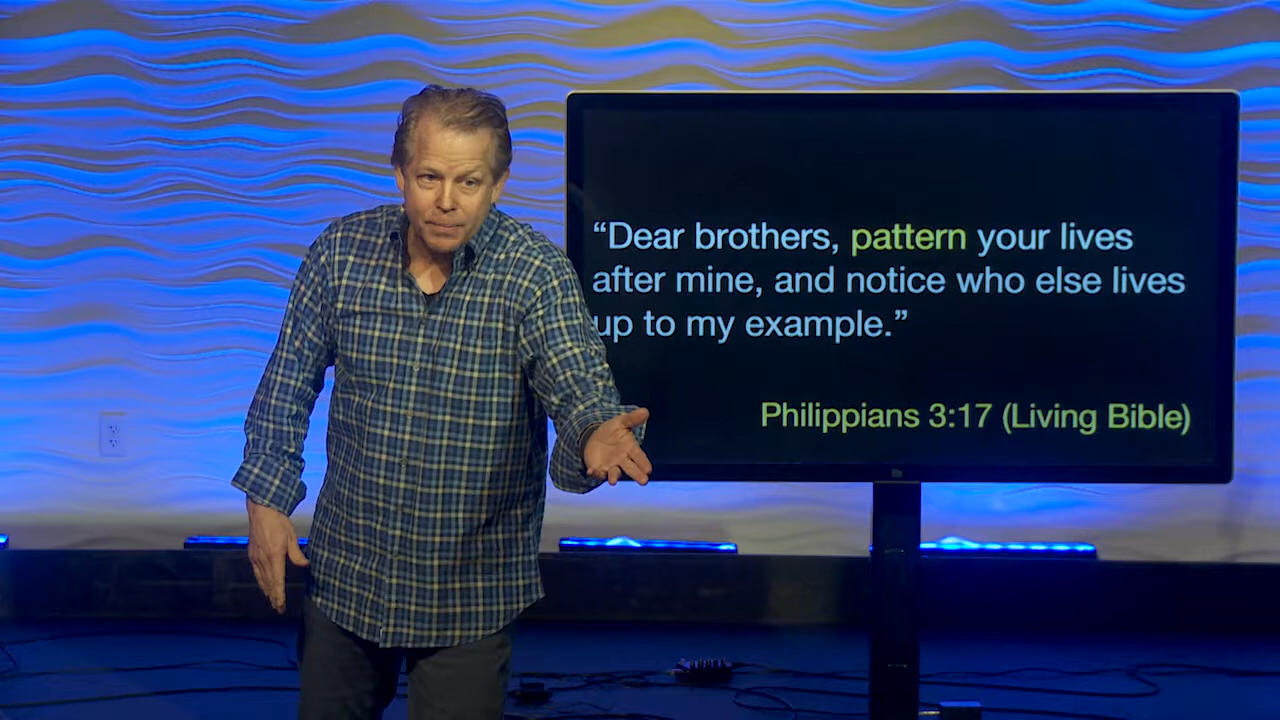 “Dear brothers, pattern your lives
after mine, and notice who else lives
up to my example.”
Philippians 3:17 (Living Bible)